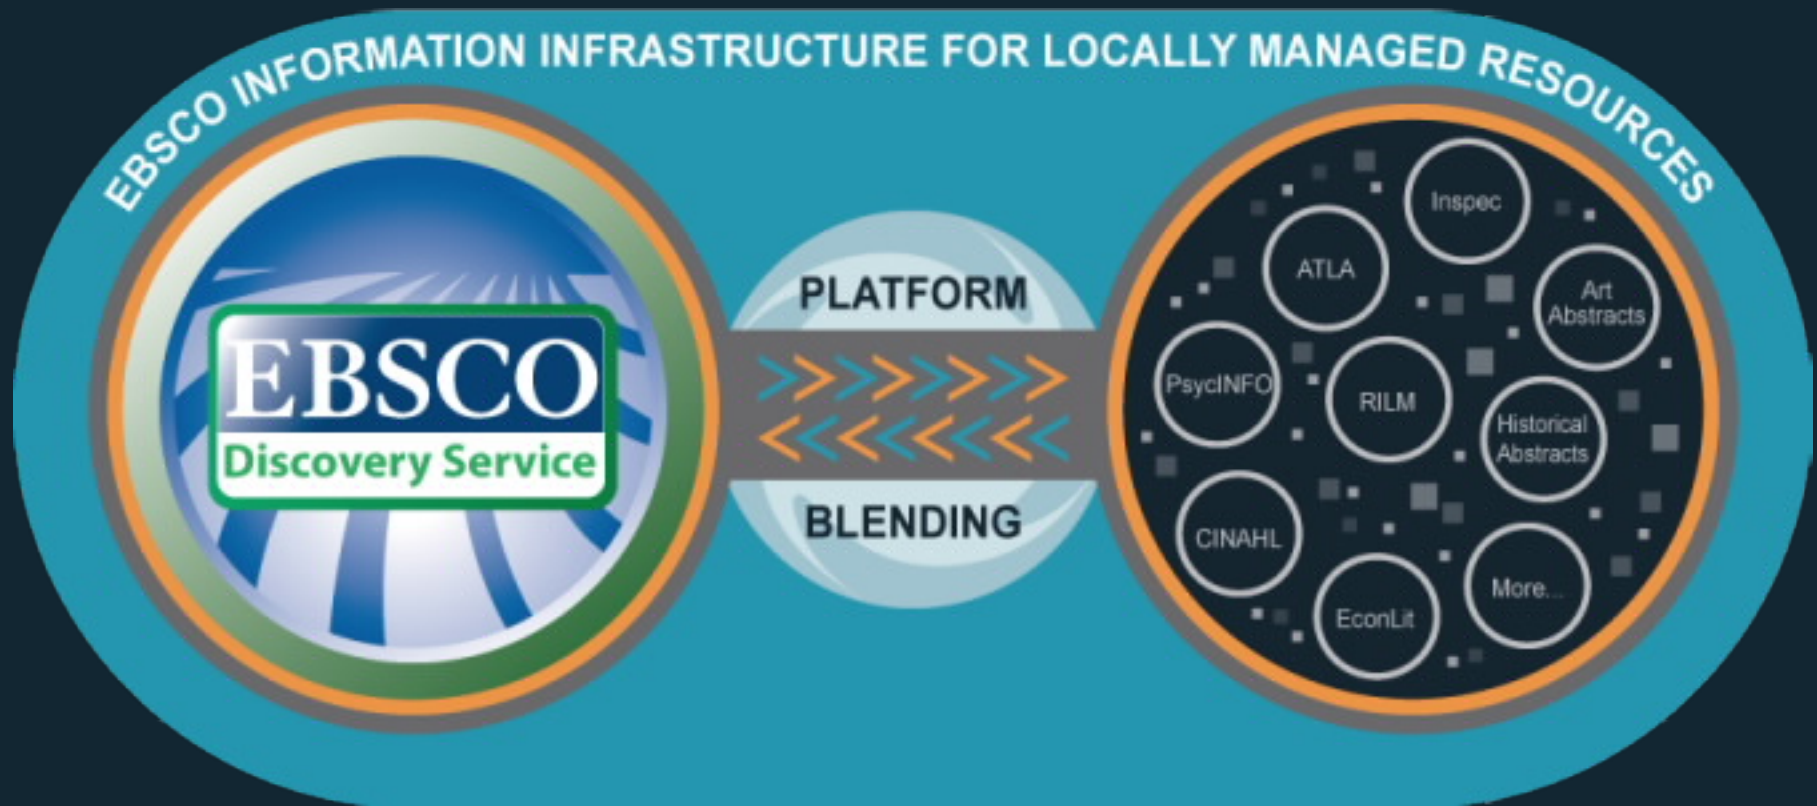 EBSCO INFORMATION INFRASTRUCTURE FOR LOCALLY MANAGED RESOURCES
EBSCO
Discovery Service
PLATFORM
BLENDING
Inspec
ATLA
Art
Abstracts
PsycINFO
RILM
Historical
Abstracts
CINAHL
EconLit
More...